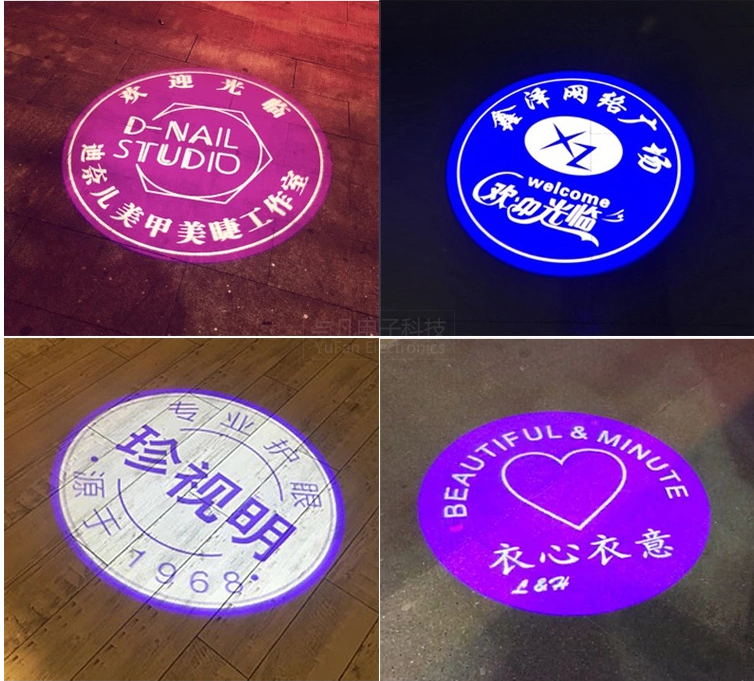 欢迎光临
D-NAIL
STUDIO
迪奈儿美甲美睫工作室
鑫泽网络广场
XZ
welcome
欢迎光临
专业护眼
珍视明
·源于1968·
BEAUTIFUL & MINUTE
衣心衣意
YuFan Electronics